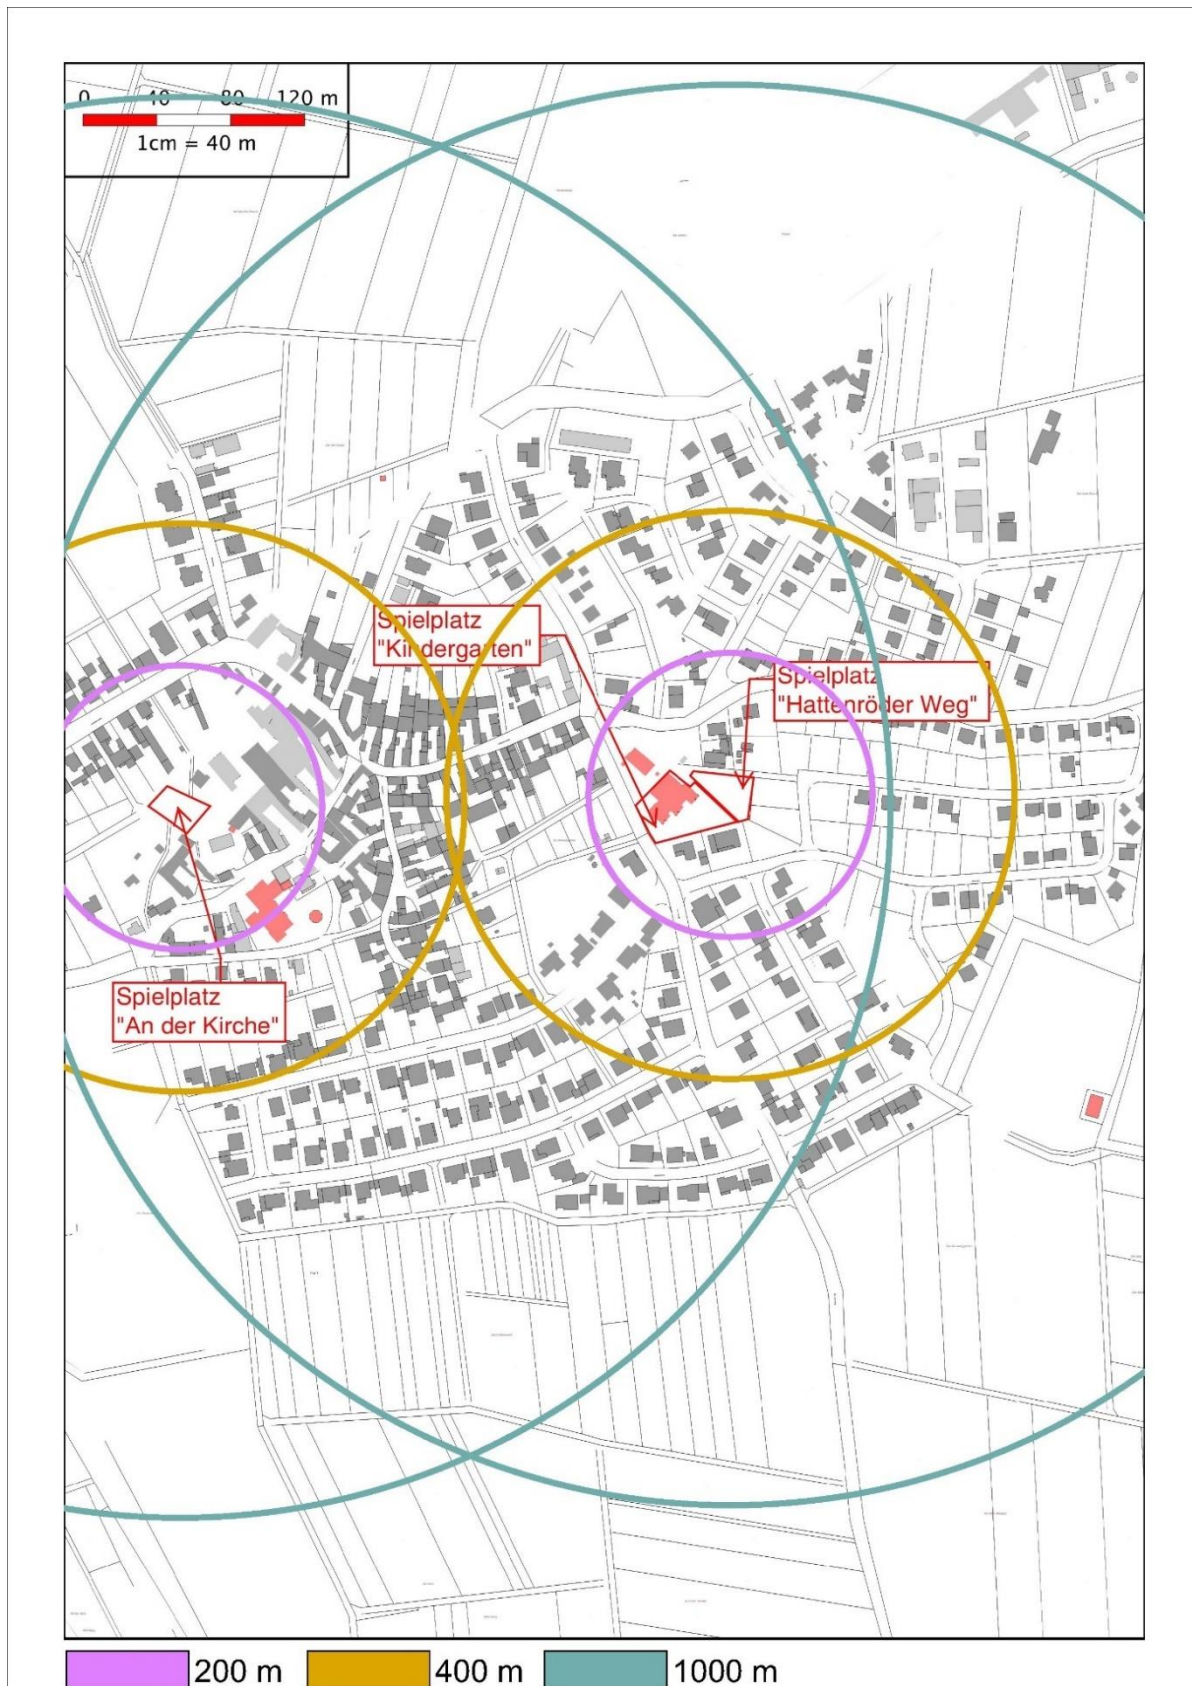 0 40 80 120 m
1cm = 40 m
Spielplatz
"Kindergarten"
Spielplatz
"Hattenröder Weg"
Spielplatz
"An der Kirche"
200 m 400 m 1000 m